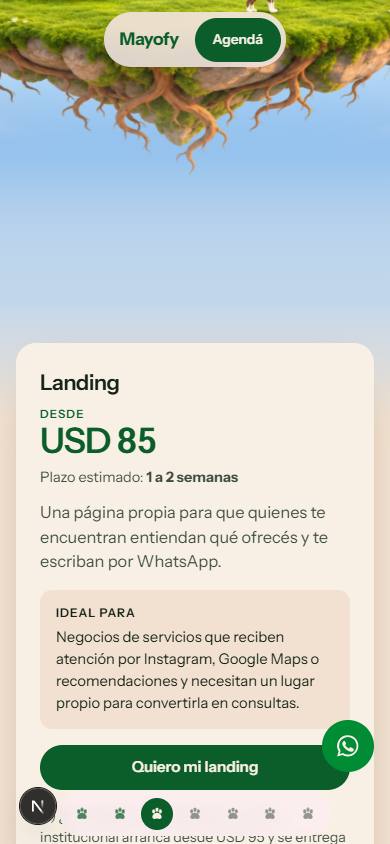 Mayofy
Agendá
Landing
DESDE
USD 85
Plazo estimado: 1 a 2 semanas
Una página propia para que quienes te
encuentran entiendan qué ofrecés y te
escriban por WhatsApp.
IDEAL PARA
Negocios de servicios que reciben
atención por Instagram, Google Maps o
recomendaciones y necesitan un lugar
propio para convertirla en consultas.
Quiero mi landing
N
institucional arranca desde USD 95 y se entrega